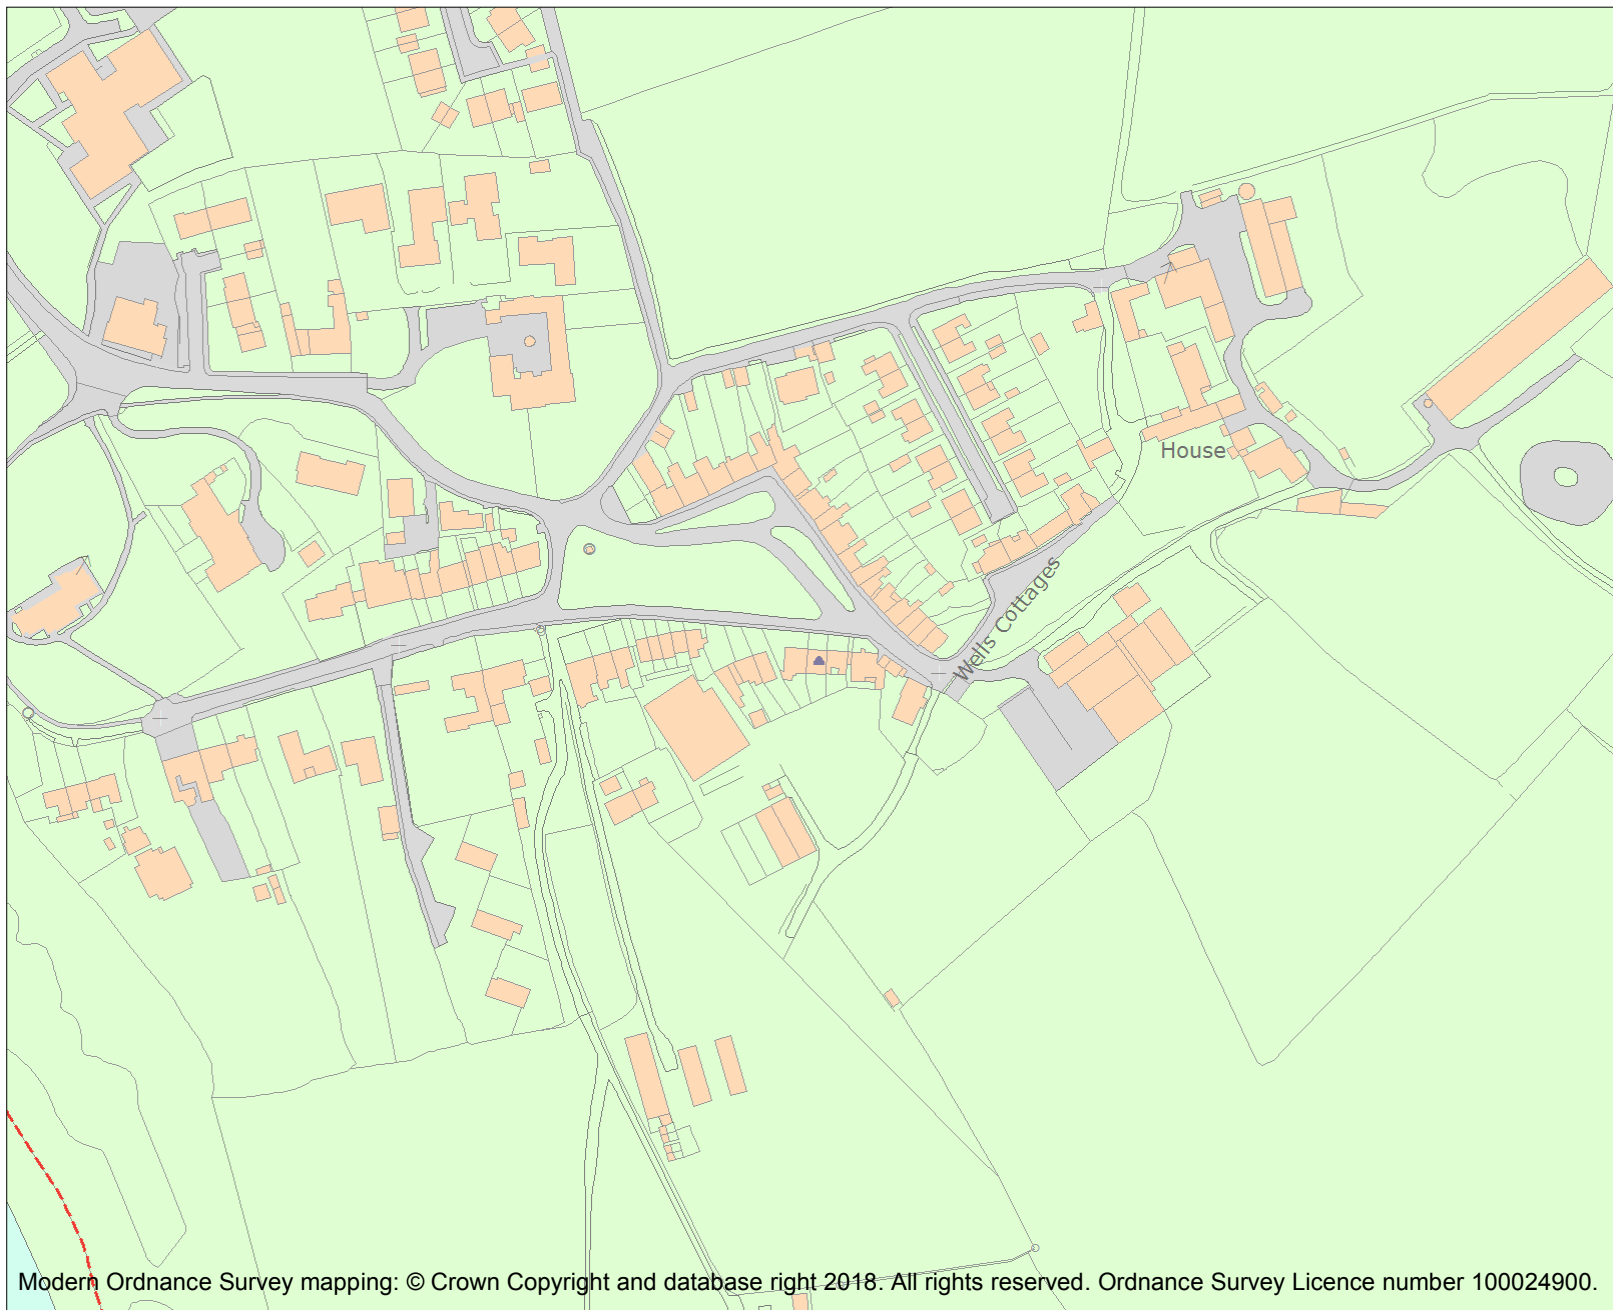 House
Wells Cottages
Modern Ordnance Survey mapping: © Crown Copyright and database right 2018. All rights reserved. Ordnance Survey Licence number 100024900.